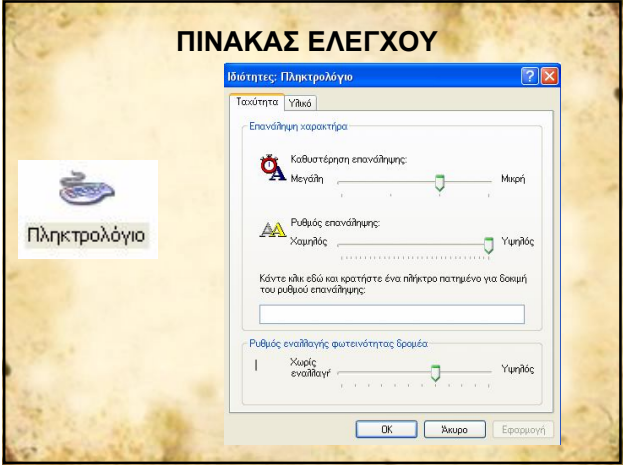 ΠΙΝΑΚΑΣ ΕΛΕΓΧΟΥ
Πληκτρολόγιο
Ιδιότητες: Πληκτρολόγιο
Ταχύτητα Υλικό
Επανάληψη χαρακτήρα
Καθυστέρηση επανάληψης:
Μεγάλη Μικρή
Ρυθμός επανάληψης:
Χαμηλός Υψηλός
Κάντε κλικ εδώ και κρατήστε ένα πλήκτρο πατημένο για δοκιμή
του ρυθμού επανάληψης:
Ρυθμός εναλλαγής φωτεινότητας δρομέα
Χωρίς
εναλλαγή Υψηλός
OK Άκυρο Εφαρμογή